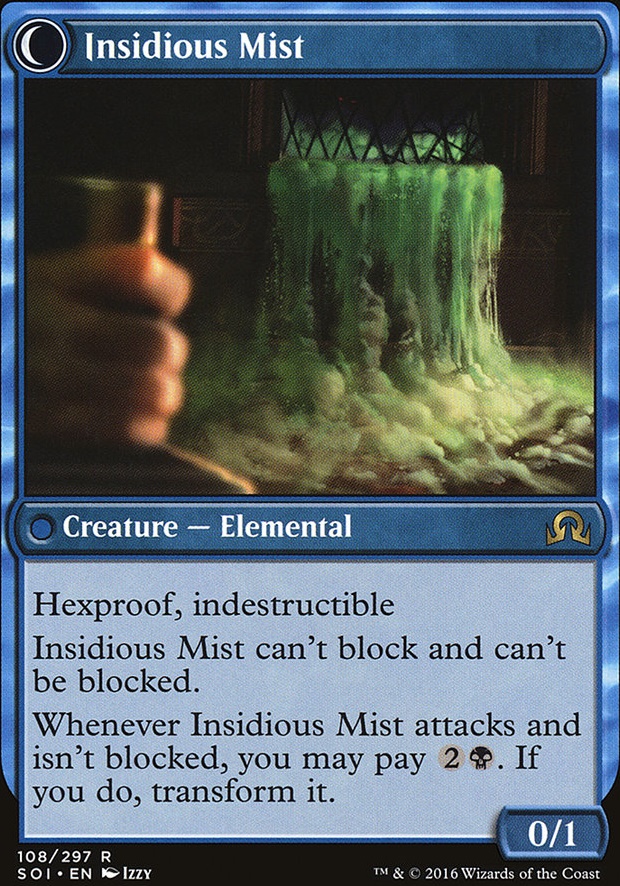 Insidious Mist
Creature — Elemental
Hexproof, indestructible
Insidious Mist can't block and can't
be blocked.
Whenever Insidious Mist attacks and
isn't blocked, you may pay 2. If
you do, transform it.
0/1
108/297 R
SOI • EN Izzy
™ & © 2016 Wizards of the Coast